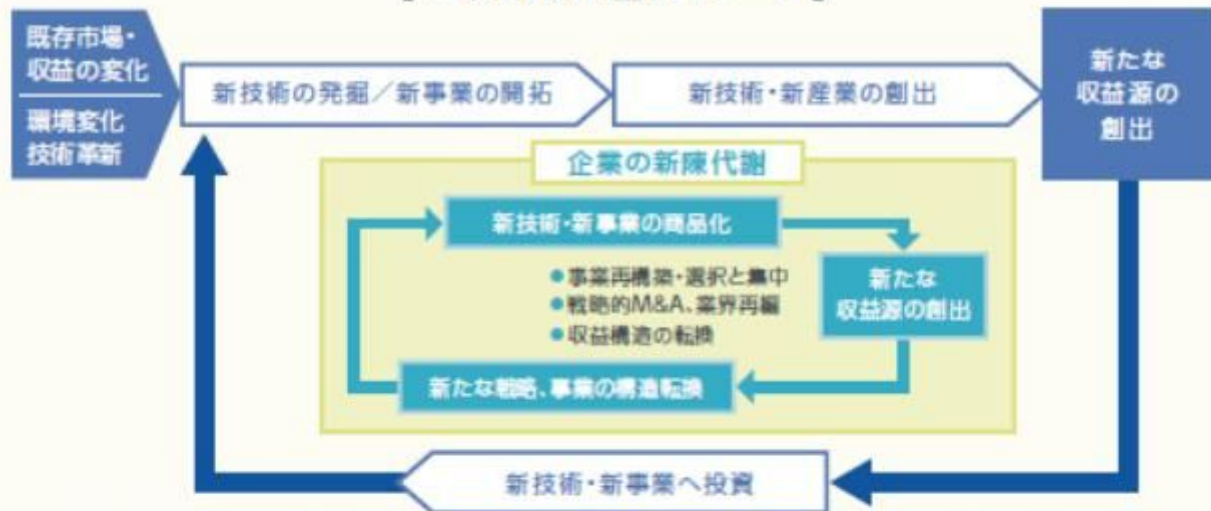 既存市場・
収益の変化
環境変化
技術革新
新技術の発掘／新事業の開拓
新技術・新産業の創出
新たな
収益源の
創出
企業の新陳代謝
新技術・新事業の商品化
●事業再構築・選択と集中
●戦略的M&A、業界再編
●収益構造の転換
新たな
収益源の創出
新たな戦略、事業の構造転換
新技術・新事業へ投資